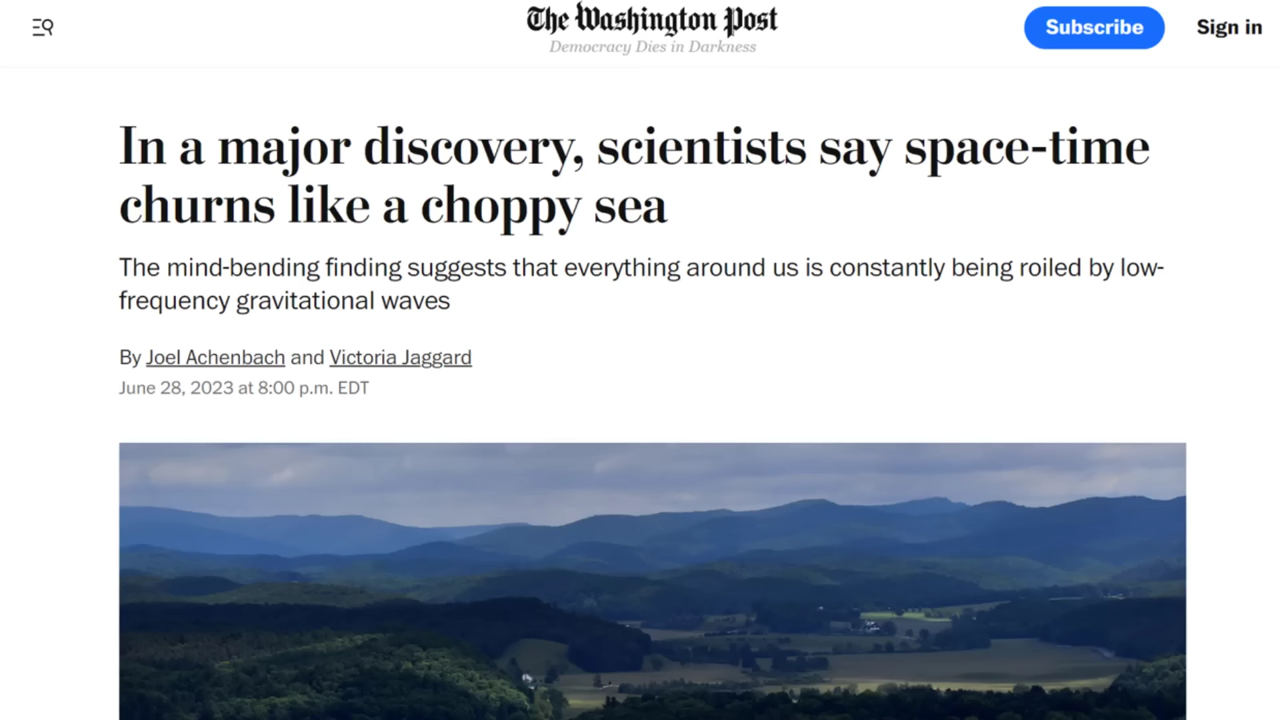 The Washington Post
Democracy Dies in Darkness
Subscribe
Sign in
In a major discovery, scientists say space-time
churns like a choppy sea
The mind-bending finding suggests that everything around us is constantly being roiled by low-
frequency gravitational waves
By Joel Achenbach and Victoria Jaggard
June 28, 2023 at 8:00 p.m. EDT